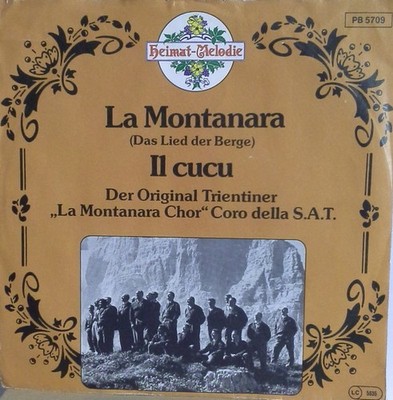 PB 5709
Heimat-Melodie
La Montanara
(Das Lied der Berge)
Il cucu
Der Original Trientiner
„La Montanara Chor“ Coro della S.A.T.
LC